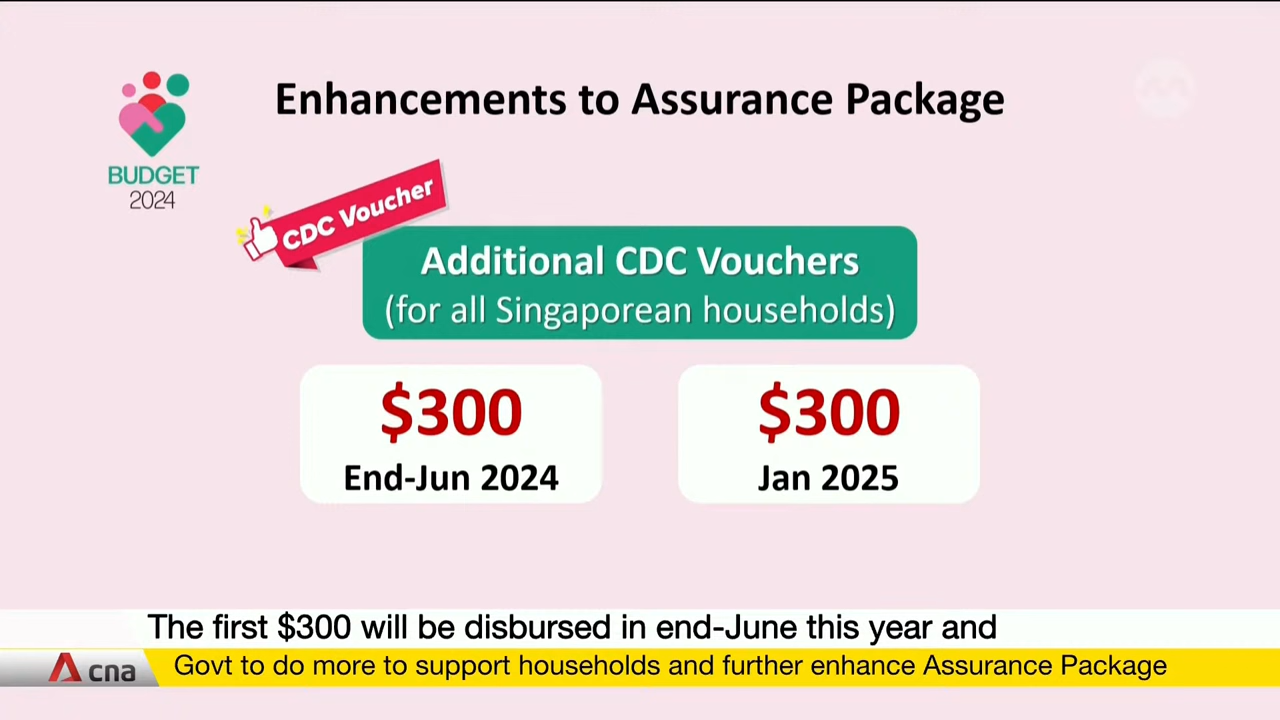 Enhancements to Assurance Package
BUDGET
2024
CDC Voucher
Additional CDC Vouchers
(for all Singaporean households)
$300
End-Jun 2024
$300
Jan 2025
The first $300 will be disbursed in end-June this year and
cna
Govt to do more to support households and further enhance Assurance Package